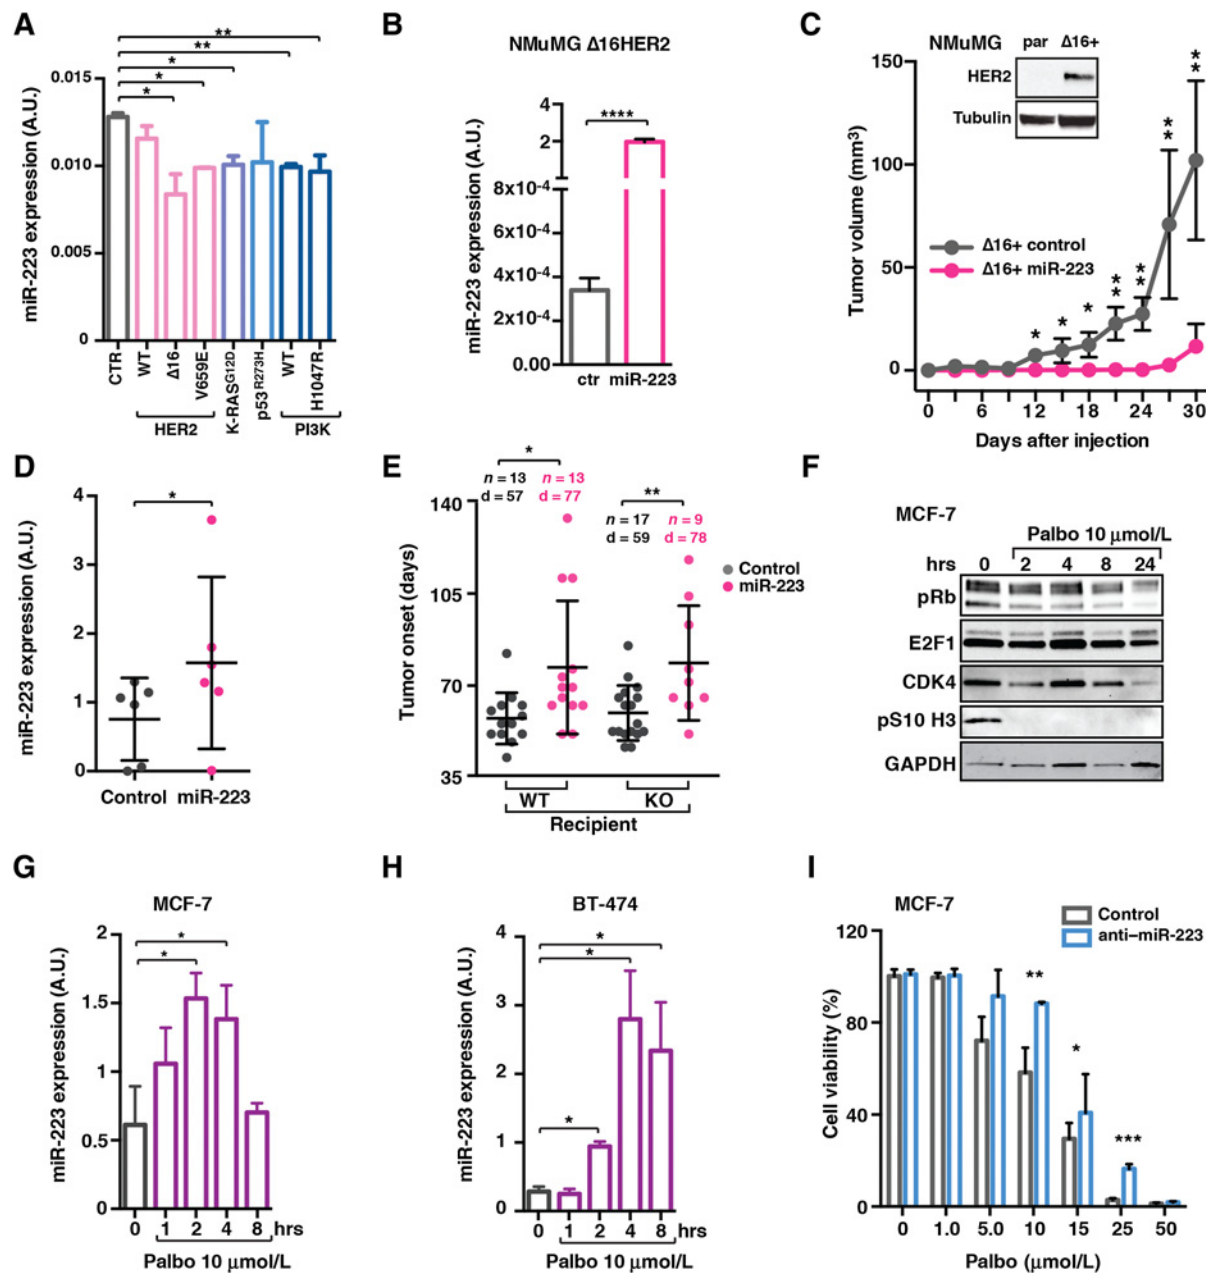 A
** 
**
*
*
*
miR-223 expression (A.U.)
0.015
0.010
0.005
0
CTR
WT
Δ16
V659E
K-RASG12D
p53R273H
WT
H1047R
HER2
PI3K
B
NMuMG Δ16HER2
****
miR-223 expression (A.U.)
4
2
8x10-4
6x10-4
4x10-4
2x10-4
0.00
ctr miR-223
C
NMuMG par Δ16+
HER2
Tubulin
Tumor volume (mm3)
150
100
50
0
Δ16+ control
Δ16+ miR-223
* * * ** ** ** **
0 6 12 18 24 30
Days after injection
D
*
miR-223 expression (A.U.)
4
3
2
1
0
Control miR-223
E
*
n = 13 n = 13
d = 57 d = 77
**
n = 17 n = 9
d = 59 d = 78
Control
miR-223
Tumor onset (days)
140
105
70
35
WT KO
Recipient
F
MCF-7
Palbo 10 μmol/L
hrs 0 2 4 8 24
pRb
E2F1
CDK4
pS10 H3
GAPDH
G
MCF-7
*
*
miR-223 expression (A.U.)
2
1.5
1
0.5
0
0 1 2 4 8 hrs
Palbo 10 μmol/L
H
BT-474
*
*
*
miR-223 expression (A.U.)
4
3
2
1
0
0 1 2 4 8 hrs
Palbo 10 μmol/L
I
MCF-7
Control
anti–miR-223
Cell viability (%)
120
80
40
0
**
*
***
0 1.0 5.0 10 15 25 50
Palbo (μmol/L)